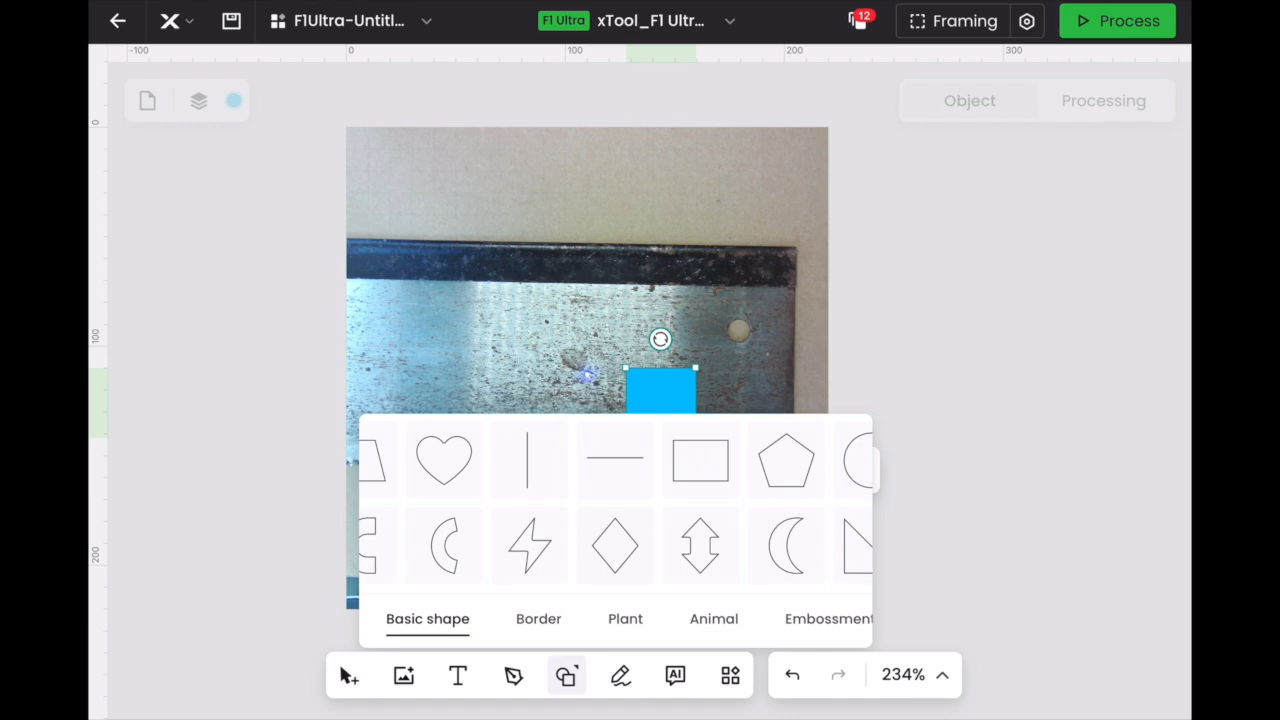 F1Ultra-Untitl...
F1 Ultra
xTool_F1 Ultr...
12
Framing
Process
-100
0
100
200
300
Object
Processing
0
100
200
Basic shape
Border
Plant
Animal
Embossment
T
AI
234%